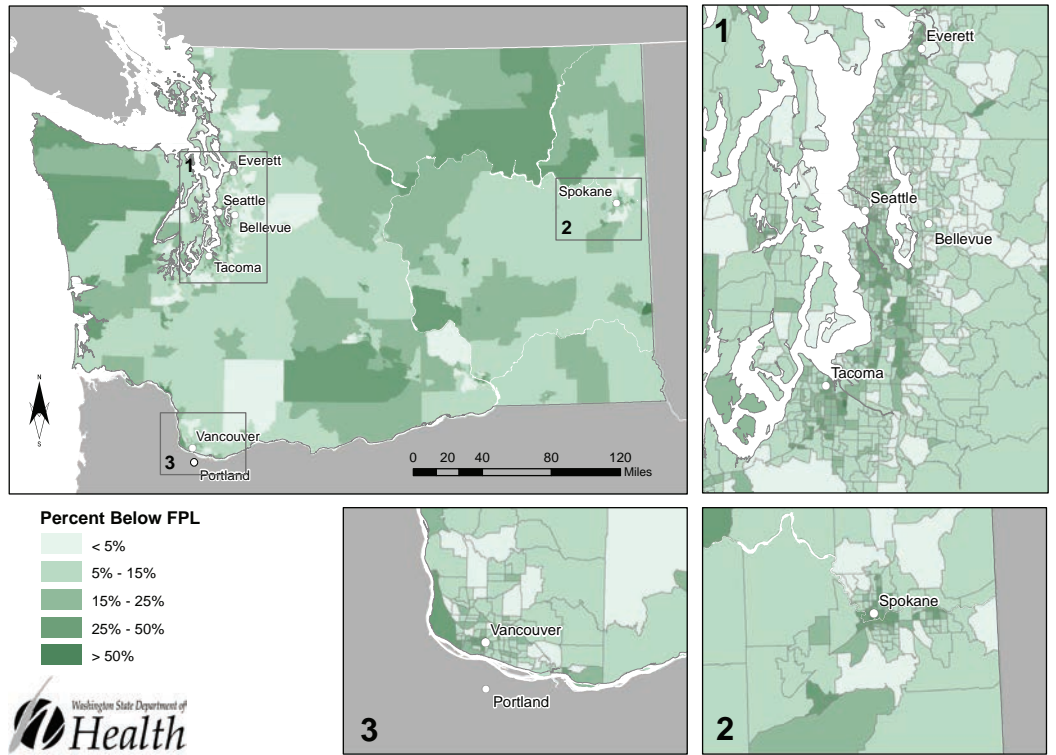 1
Everett
Seattle
Bellevue
Tacoma
Spokane
2
N
S
Vancouver
3
Portland
0 20 40 80 120
Miles
1
Everett
Seattle
Bellevue
Tacoma
Percent Below FPL
< 5%
5% - 15%
15% - 25%
25% - 50%
> 50%
Washington State Department of
Health
Vancouver
Portland
3
Spokane
2